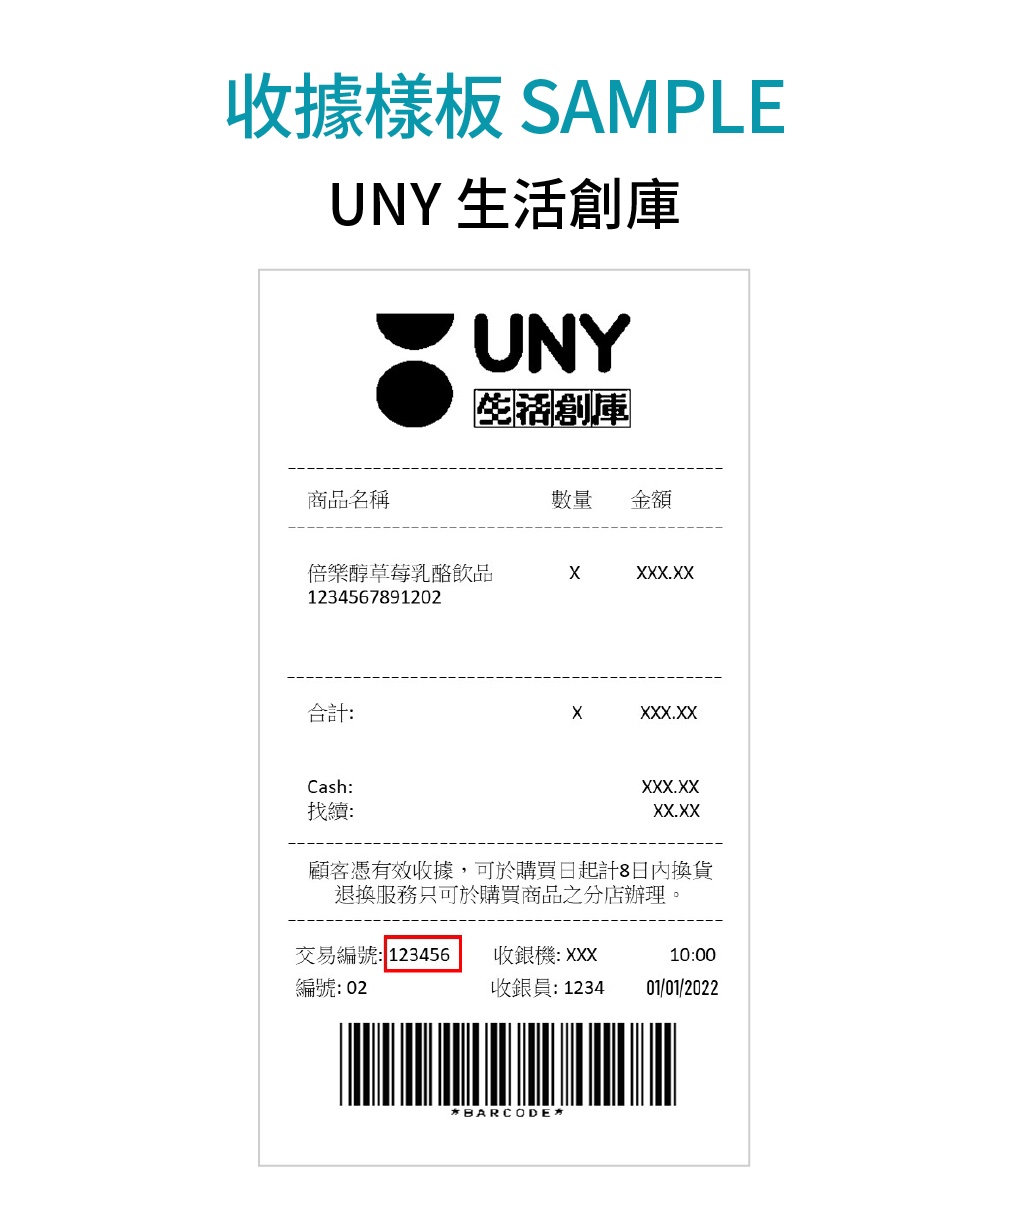 收據樣板 SAMPLE
UNY 生活創庫
UNY
生活創庫
商品名稱 數量 金額
倍樂醇草莓乳酪飲品 X XXX.XX
1234567891202
合計: X XXX.XX
Cash: XXX.XX
找續: XX.XX
顧客憑有效收據，可於購買日起計8日內換貨
退換服務只可於購買商品之分店辦理。
交易編號: 123456 收銀機: XXX 10:00
編號: 02 收銀員: 1234 01/01/2022
*BARCODE*